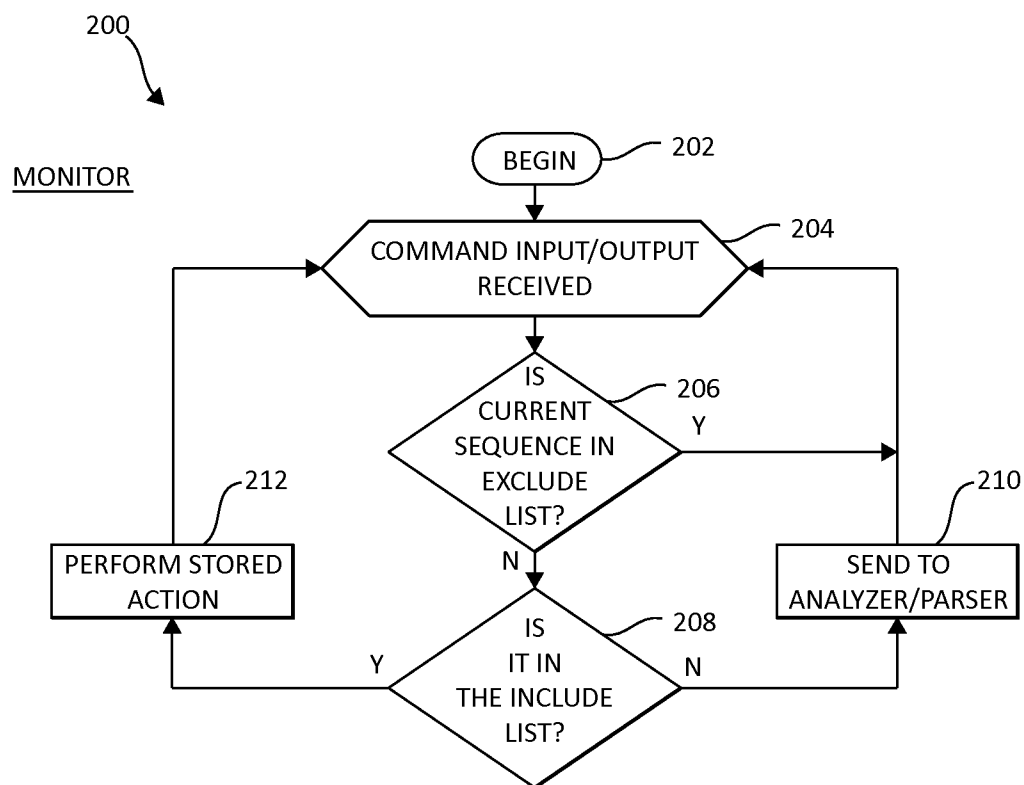 200
MONITOR
BEGIN
202
COMMAND INPUT/OUTPUT
RECEIVED
204
IS
CURRENT
SEQUENCE IN
EXCLUDE
LIST?
206
Y
N
212
PERFORM STORED
ACTION
210
SEND TO
ANALYZER/PARSER
IS
IT IN
THE INCLUDE
LIST?
208
Y
N